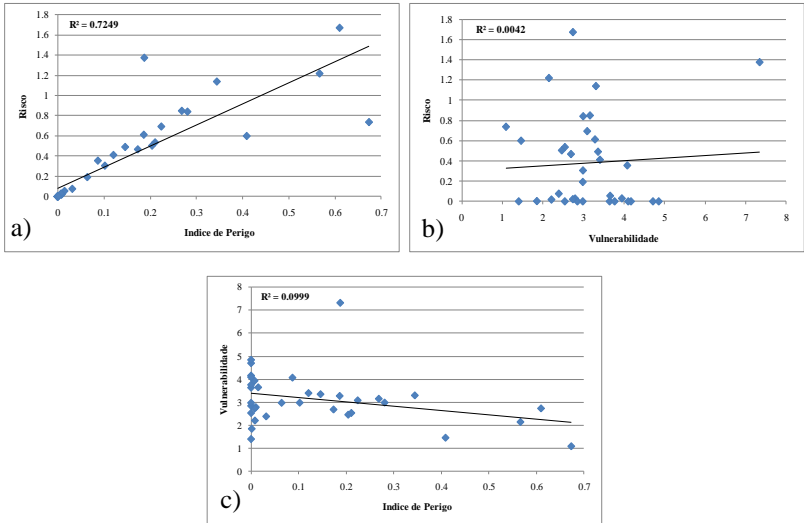 R² = 0.7249
1.8
1.6
1.4
1.2
1
0.8
0.6
0.4
0.2
0
Risco
0 0.1 0.2 0.3 0.4 0.5 0.6 0.7
Indice de Perigo
a)
R² = 0.0042
1.8
1.6
1.4
1.2
1
0.8
0.6
0.4
0.2
0
Risco
0 1 2 3 4 5 6 7 8
Vulnerabilidade
b)
R² = 0.0999
8
7
6
5
4
3
2
1
0
Vulnerabilidade
0 0.1 0.2 0.3 0.4 0.5 0.6 0.7
Indice de Perigo
c)